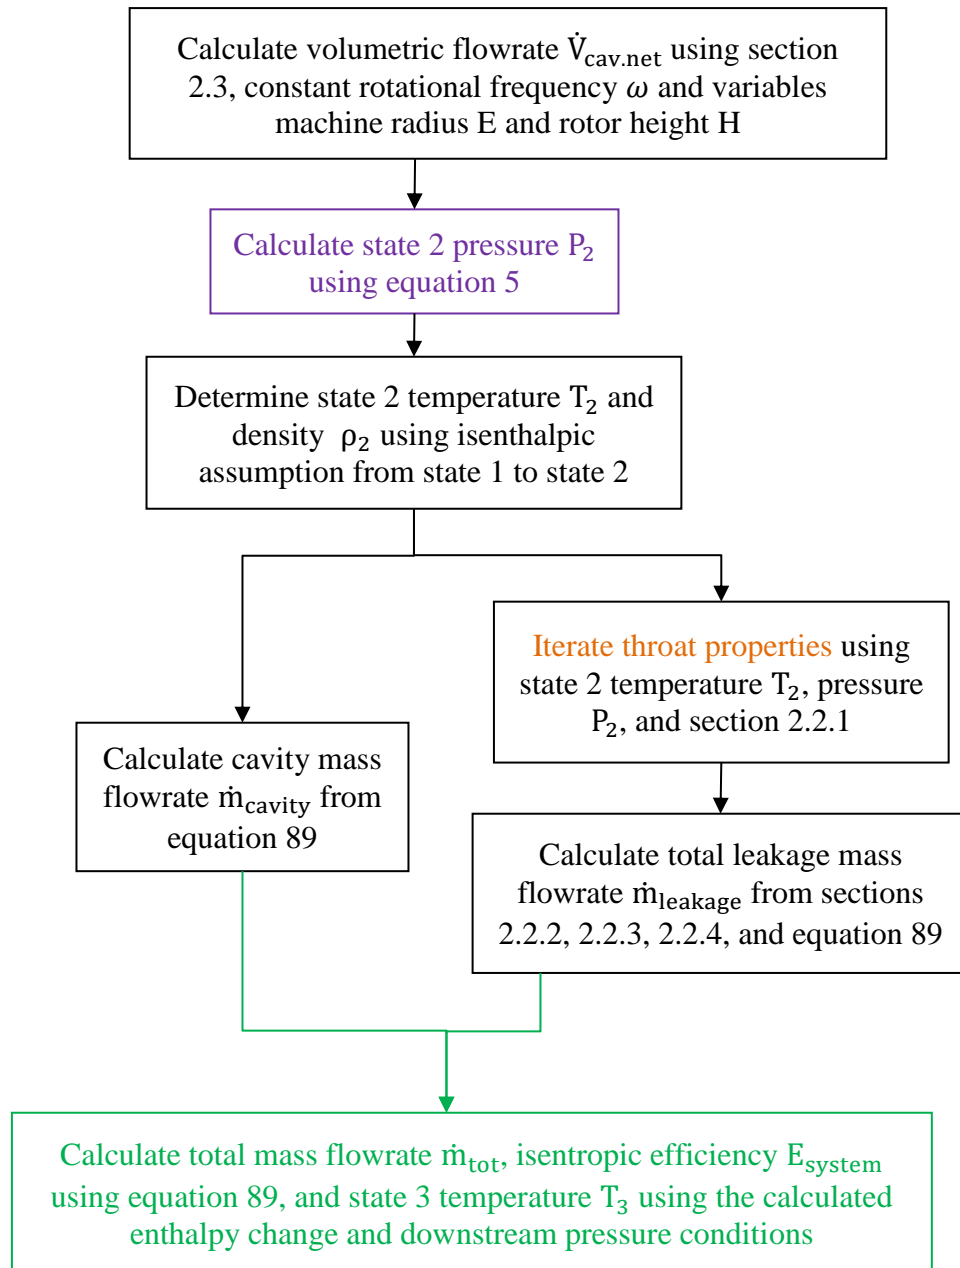 Calculate volumetric flowrate V̇cav.net using section
2.3, constant rotational frequency ω and variables
machine radius E and rotor height H
Calculate state 2 pressure P₂
using equation 5
Determine state 2 temperature T₂ and
density ρ₂ using isenthalpic
assumption from state 1 to state 2
Iterate throat properties using
state 2 temperature T₂, pressure
P₂, and section 2.2.1
Calculate cavity mass
flowrate ṁcavity from
equation 89
Calculate total leakage mass
flowrate ṁleakage from sections
2.2.2, 2.2.3, 2.2.4, and equation 89
Calculate total mass flowrate ṁtot, isentropic efficiency Esystem
using equation 89, and state 3 temperature T₃ using the calculated
enthalpy change and downstream pressure conditions